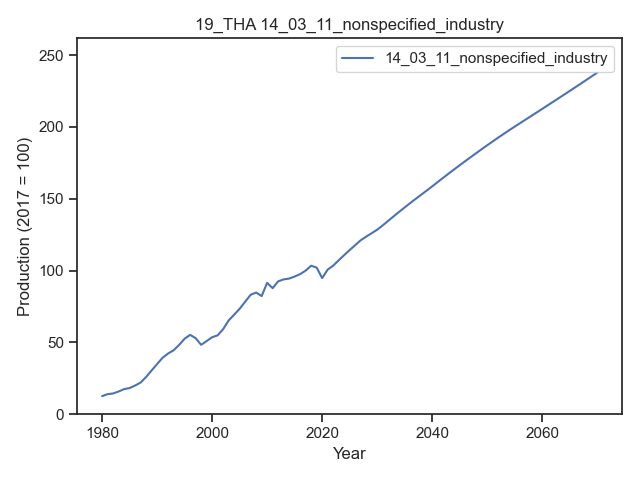 19_THA 14_03_11_nonspecified_industry
14_03_11_nonspecified_industry
Production (2017 = 100)
250
200
150
100
50
0
1980 2000 2020 2040 2060
Year